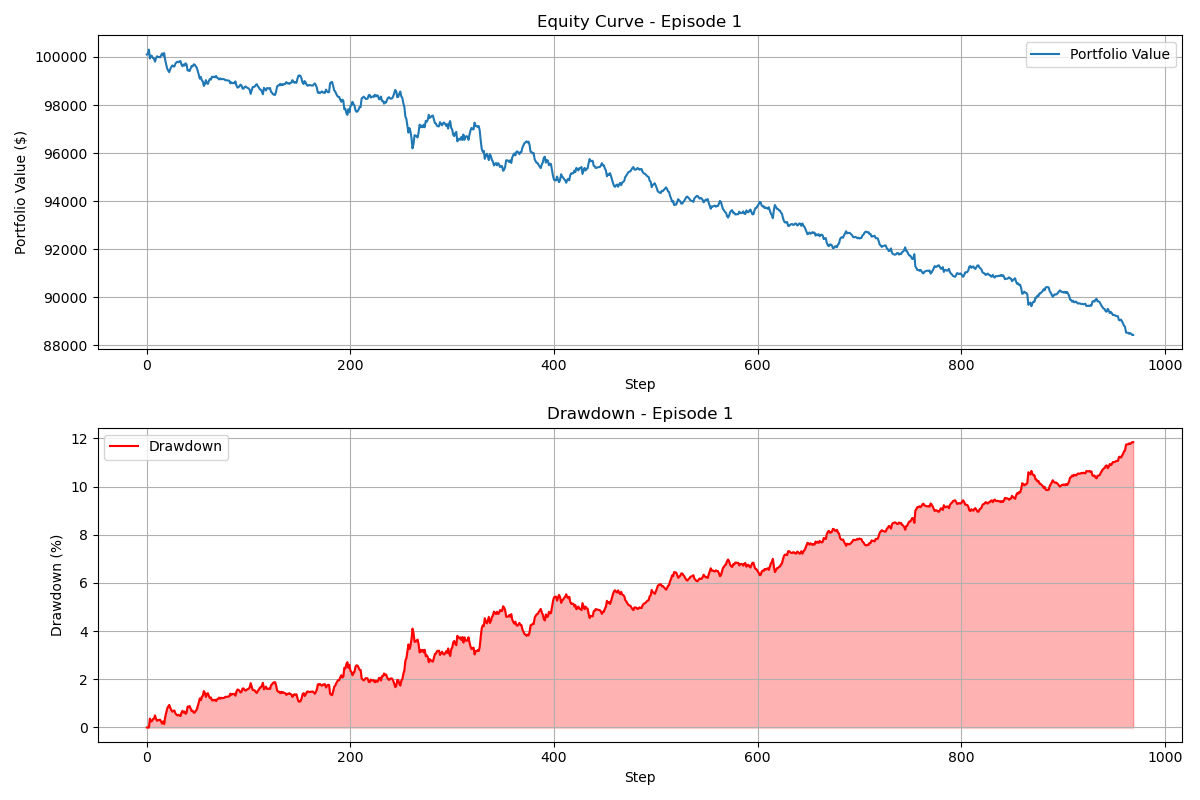 Equity Curve - Episode 1
Portfolio Value
Portfolio Value ($)
100000
98000
96000
94000
92000
90000
88000
0 200 400 600 800 1000
Step
Drawdown - Episode 1
Drawdown
Drawdown (%)
12
10
8
6
4
2
0
0 200 400 600 800 1000
Step